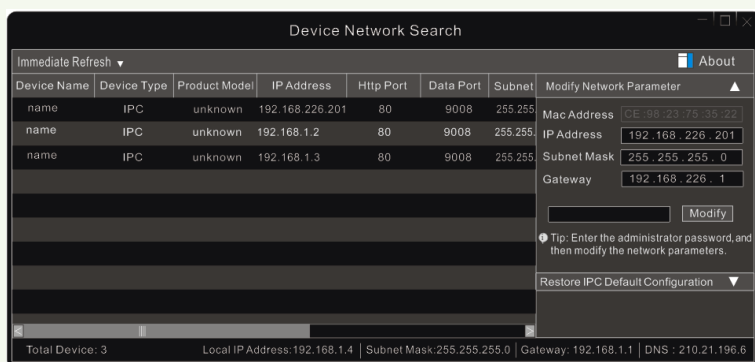 Device Network Search
Immediate Refresh
About
Device Name Device Type Product Model IP Address Http Port Data Port Subnet
name IPC unknown 192.168.226.201 80 9008 255.255
name IPC unknown 192.168.1.2 80 9008 255.255.
name IPC unknown 192.168.1.3 80 9008 255.255.
Modify Network Parameter
Mac Address CE:98:23:75:35:22
IP Address 192.168.226.201
Subnet Mask 255.255.255.0
Gateway 192.168.226.1
Modify
Tip: Enter the administrator password, and
then modify the network parameters.
Restore IPC Default Configuration
Total Device: 3 Local IP Address:192.168.1.4 Subnet Mask:255.255.255.0 Gateway: 192.168.1.1 DNS : 210.21.196.6